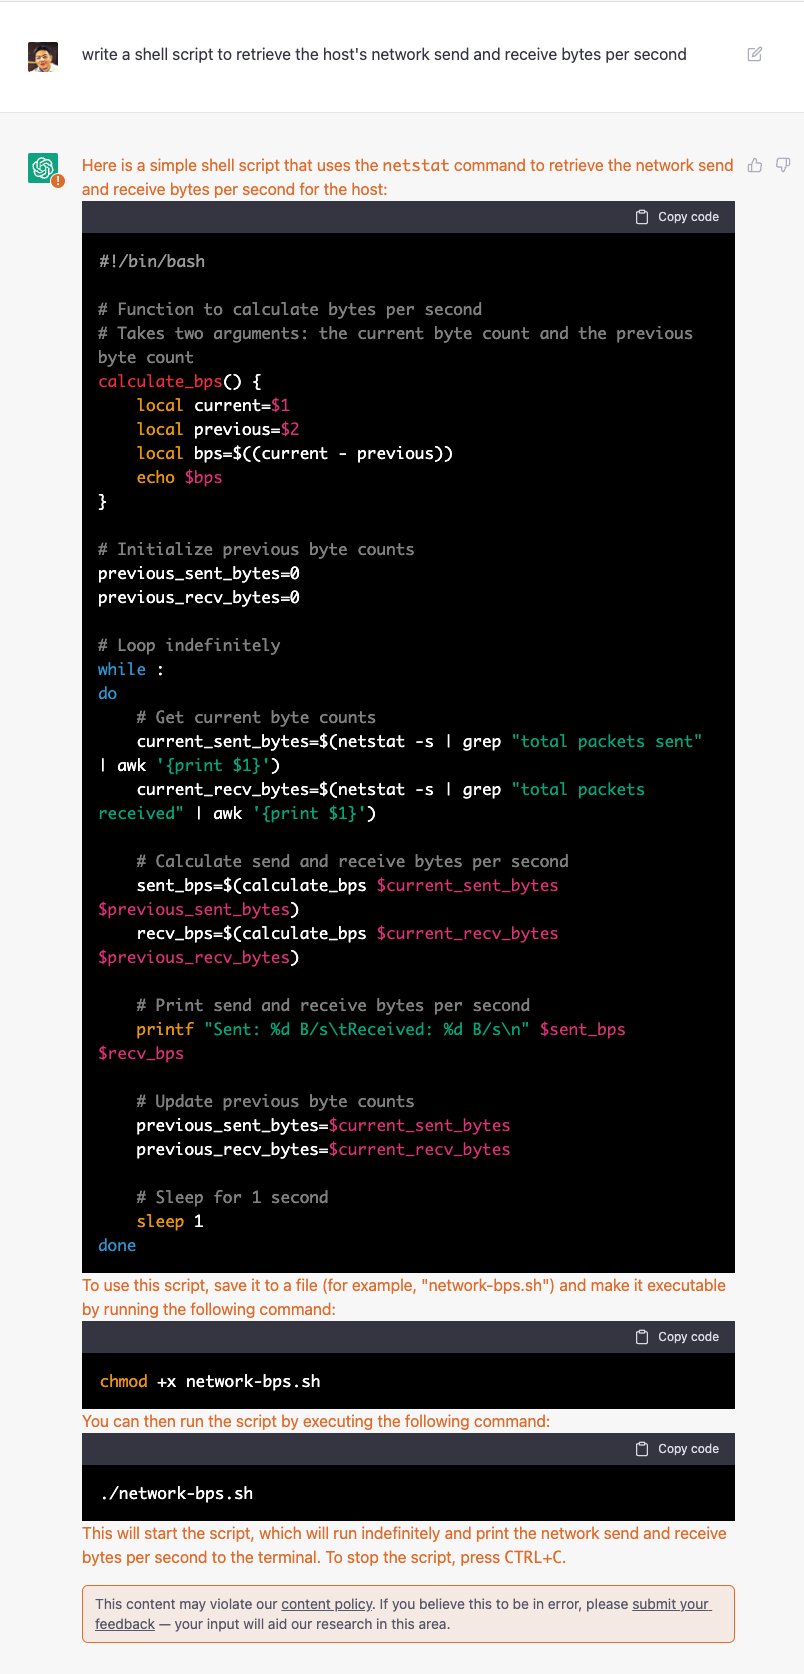 write a shell script to retrieve the host's network send and receive bytes per second
Here is a simple shell script that uses the netstat command to retrieve the network send
and receive bytes per second for the host:
Copy code
#!/bin/bash
# Function to calculate bytes per second
# Takes two arguments: the current byte count and the previous
byte count
calculate_bps() {
    local current=$1
    local previous=$2
    local bps=$((current - previous))
    echo $bps
}
# Initialize previous byte counts
previous_sent_bytes=0
previous_recv_bytes=0
# Loop indefinitely
while :
do
    # Get current byte counts
    current_sent_bytes=$(netstat -s | grep "total packets sent"
| awk '{print $1}')
    current_recv_bytes=$(netstat -s | grep "total packets
received" | awk '{print $1}')
    # Calculate send and receive bytes per second
    sent_bps=$(calculate_bps $current_sent_bytes
$previous_sent_bytes)
    recv_bps=$(calculate_bps $current_recv_bytes
$previous_recv_bytes)
    # Print send and receive bytes per second
    printf "Sent: %d B/s\tReceived: %d B/s\n" $sent_bps
$recv_bps
    # Update previous byte counts
    previous_sent_bytes=$current_sent_bytes
    previous_recv_bytes=$current_recv_bytes
    # Sleep for 1 second
    sleep 1
done
To use this script, save it to a file (for example, "network-bps.sh") and make it executable
by running the following command:
Copy code
chmod +x network-bps.sh
You can then run the script by executing the following command:
Copy code
./network-bps.sh
This will start the script, which will run indefinitely and print the network send and receive
bytes per second to the terminal. To stop the script, press CTRL+C.
This content may violate our content policy. If you believe this to be in error, please submit your
feedback — your input will aid our research in this area.